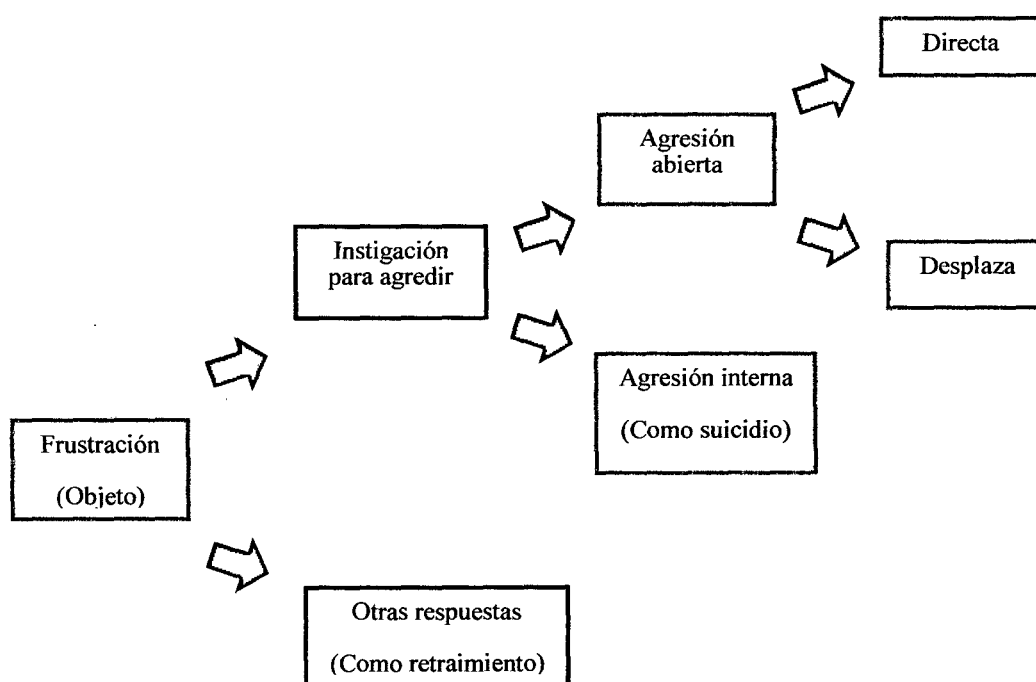 Directa
Agresión
abierta
Instigación
para agredir
Desplaza
Agresión interna
(Como suicidio)
Frustración
(Objeto)
Otras respuestas
(Como retraimiento)